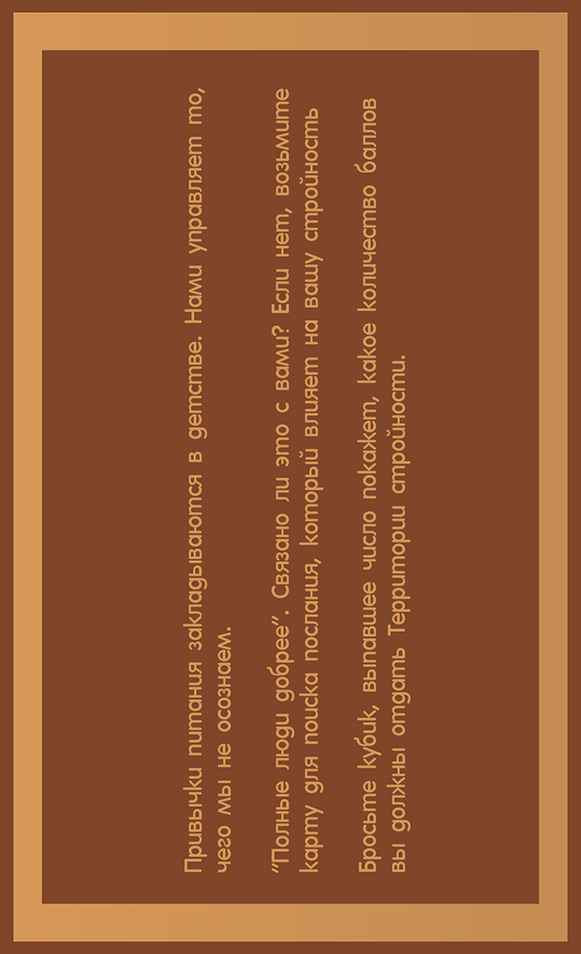 Привычки питания закладываются в детстве. Нами управляет то,
чего мы не осознаем.
"Полные люди добрее". Связано ли это с вами? Если нет, возьмите
карту для поиска послания, который влияет на вашу стройность
Бросьте кубик, выпавшее число покажет, какое количество баллов
вы должны отдать Территории стройности.